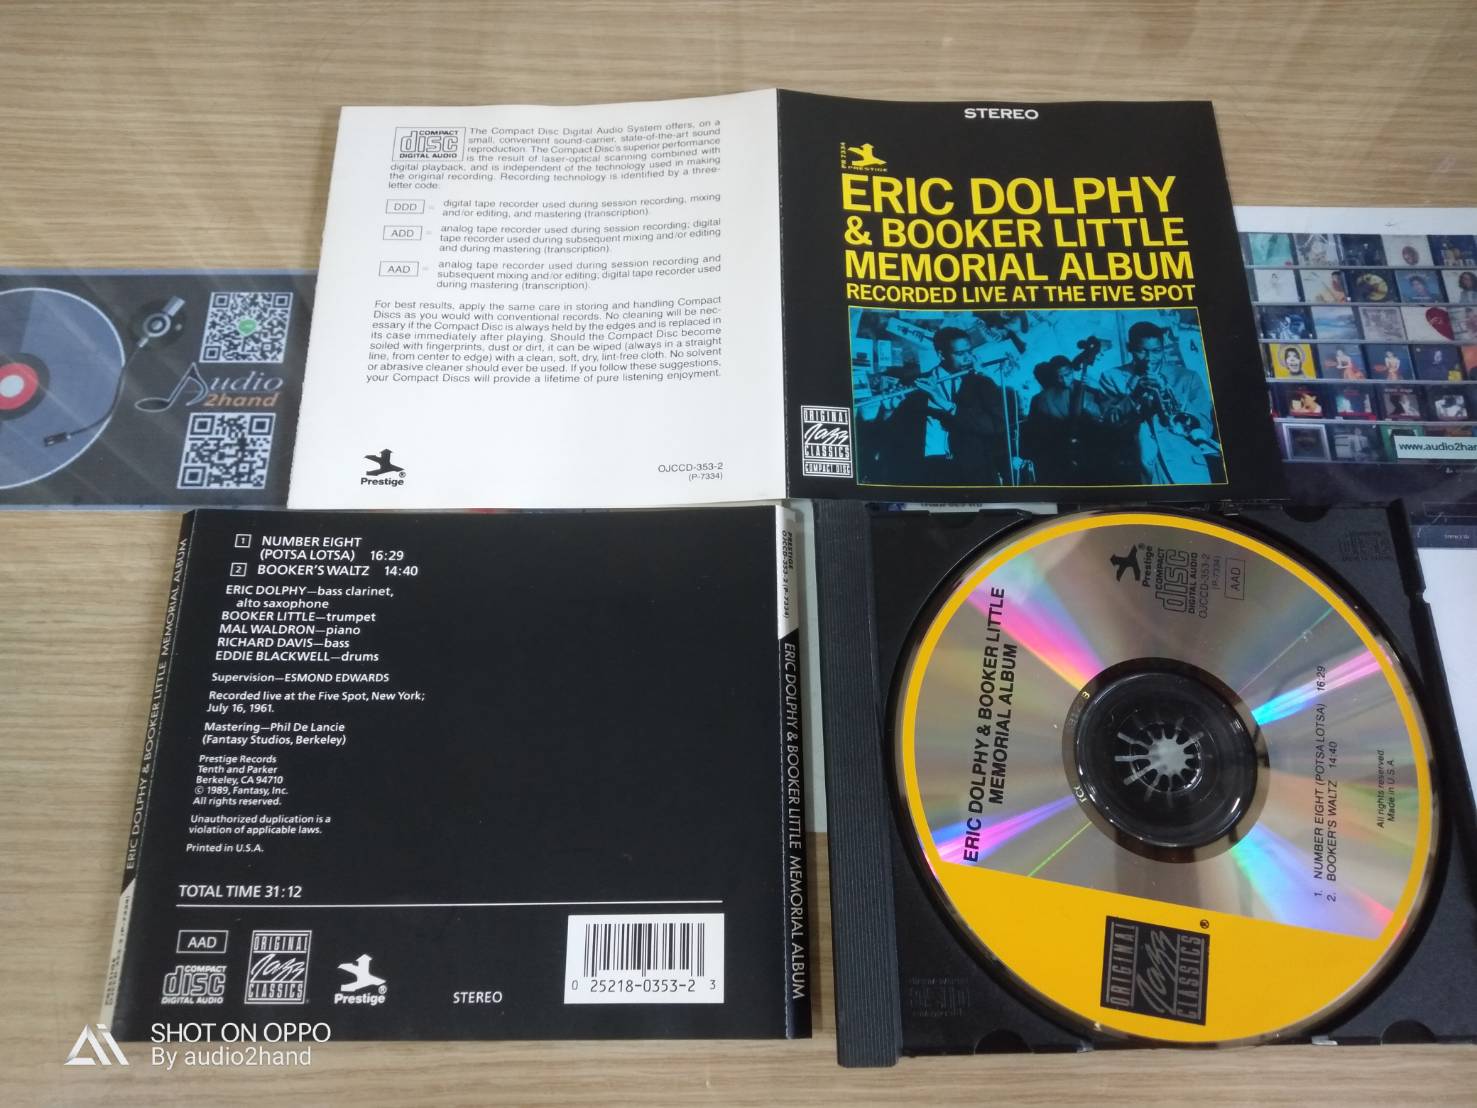 COMPACT
disc
DIGITAL AUDIO
The Compact Disc Digital Audio System offers, on a
small, convenient sound-carrier, state-of-the-art sound
reproduction. The Compact Disc's superior performance
is the result of laser-optical scanning combined with
digital playback, and is independent of the technology used in making
the original recording. Recording technology is identified by a three-
letter code:
DDD = digital tape recorder used during session recording, mixing
and/or editing, and mastering (transcription).
ADD = analog tape recorder used during session recording; digital
tape recorder used during subsequent mixing and/or editing
and during mastering (transcription).
AAD = analog tape recorder used during session recording and
subsequent mixing and/or editing; digital tape recorder used
during mastering (transcription).
For best results, apply the same care in storing and handling Compact
Discs as you would with conventional records. No cleaning will be nec-
essary if the Compact Disc is always held by the edges and is replaced in
its case immediately after playing. Should the Compact Disc become
soiled with fingerprints, dust or dirt, it can be wiped (always in a straight
line, from center to edge) with a clean, soft, dry, lint-free cloth. No solvent
or abrasive cleaner should ever be used. If you follow these suggestions,
your Compact Discs will provide a lifetime of pure listening enjoyment.
Prestige®
OJCCD-353-2
(P-7334)
STEREO
PR 7334
PRESTIGE
ERIC DOLPHY
& BOOKER LITTLE
MEMORIAL ALBUM
RECORDED LIVE AT THE FIVE SPOT
ORIGINAL
Jazz
CLASSICS
COMPACT DISC
Audio
2hand
www.audio2han
1 NUMBER EIGHT
(POTSA LOTSA) 16:29
2 BOOKER'S WALTZ 14:40
ERIC DOLPHY—bass clarinet,
alto saxophone
BOOKER LITTLE—trumpet
MAL WALDRON—piano
RICHARD DAVIS—bass
EDDIE BLACKWELL—drums
Supervision—ESMOND EDWARDS
Recorded live at the Five Spot, New York;
July 16, 1961.
Mastering—Phil De Lancie
(Fantasy Studios, Berkeley)
Prestige Records
Tenth and Parker
Berkeley, CA 94710
© 1989, Fantasy, Inc.
All rights reserved.
Unauthorized duplication is a
violation of applicable laws.
Printed in U.S.A.
TOTAL TIME 31:12
AAD
COMPACT
disc
DIGITAL AUDIO
ORIGINAL
Jazz
CLASSICS
Prestige®
STEREO
0 25218-0353-2 3
ERIC DOLPHY & BOOKER LITTLE MEMORIAL ALBUM
PRESTIGE
OJCCD-353-2 (P-7334)
ERIC DOLPHY & BOOKER LITTLE MEMORIAL ALBUM
Prestige
COMPACT
disc
DIGITAL AUDIO
OJCCD-353-2
(P-7334)
AAD
ERIC DOLPHY & BOOKER LITTLE
MEMORIAL ALBUM
1. NUMBER EIGHT (POTSA LOTSA) 16:29
2. BOOKER'S WALTZ 14:40
All rights reserved.
Made in U.S.A.
ORIGINAL
Jazz
CLASSICS
®
SHOT ON OPPO
By audio2hand